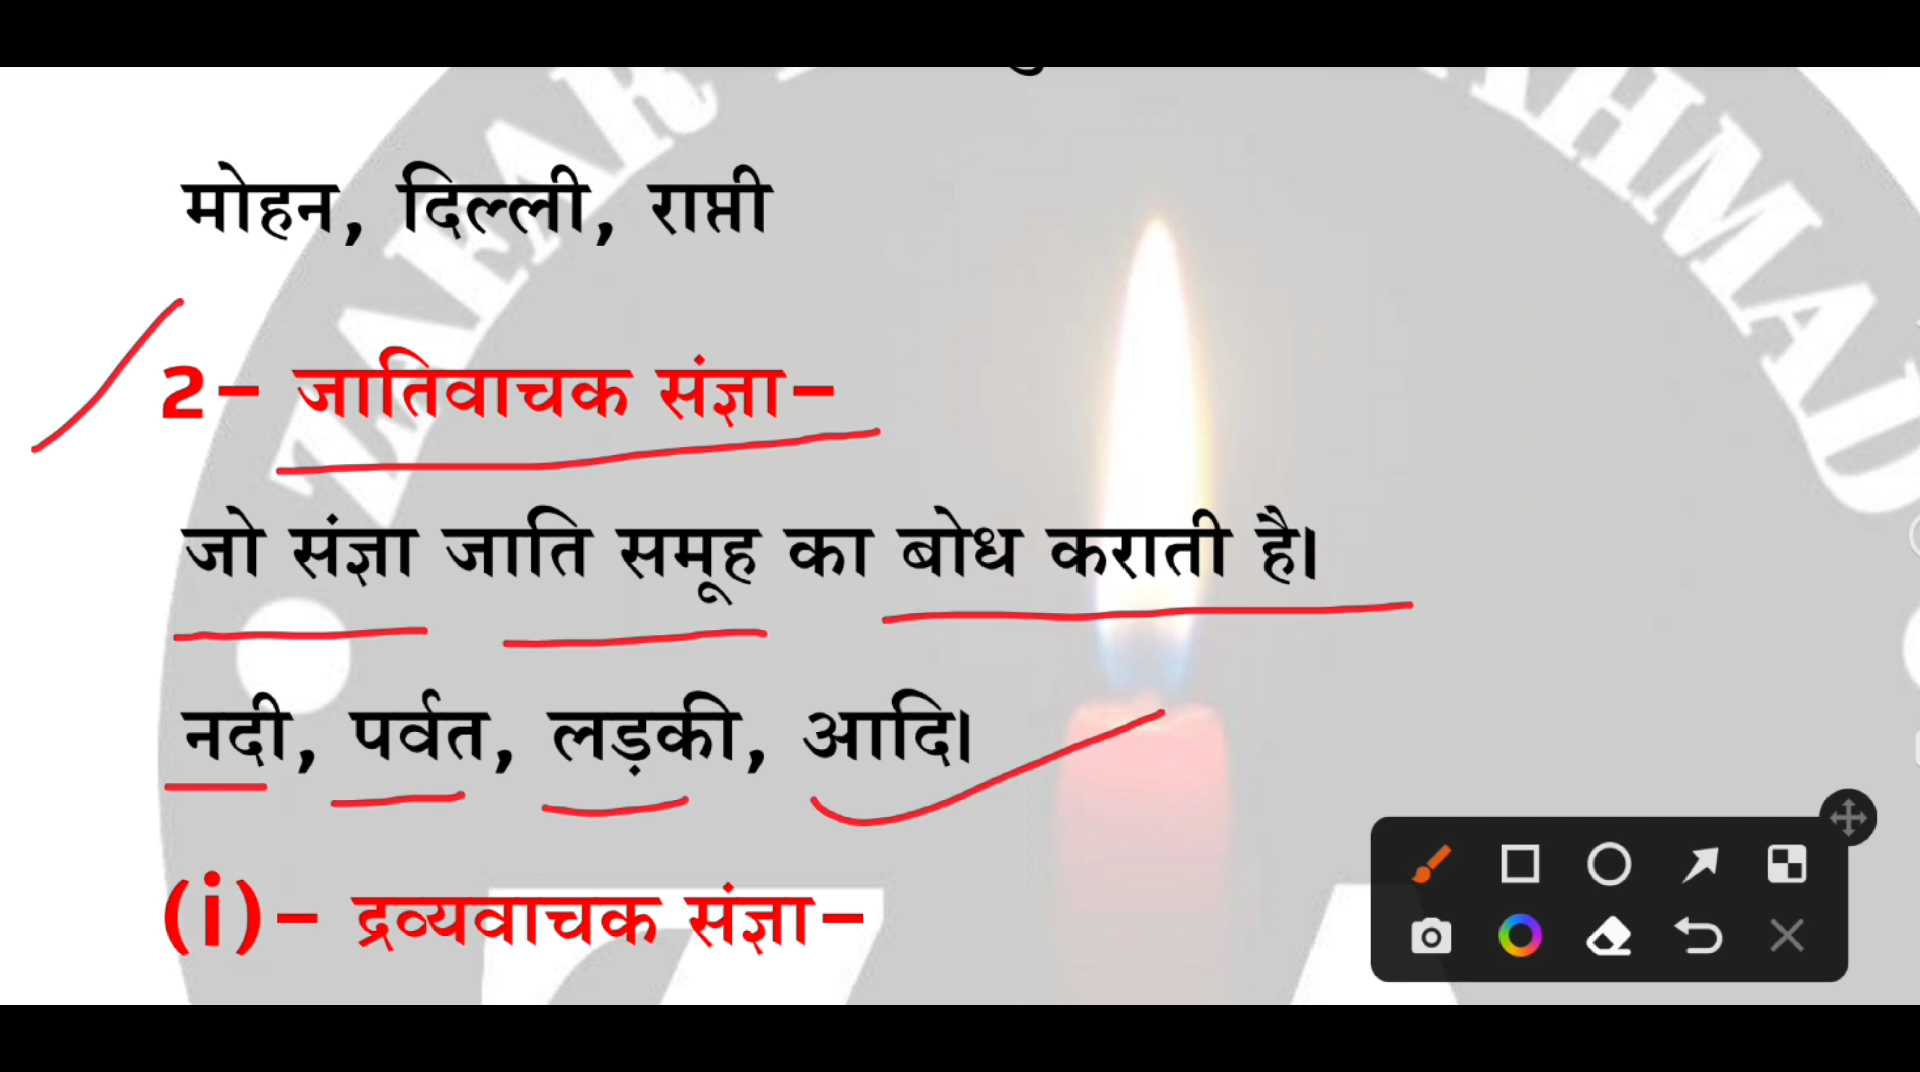 मोहन, दिल्ली, राप्ती
2- जातिवाचक संज्ञा-
जो संज्ञा जाति समूह का बोध कराती है।
नदी, पर्वत, लड़की, आदि।
(i)- द्रव्यवाचक संज्ञा-